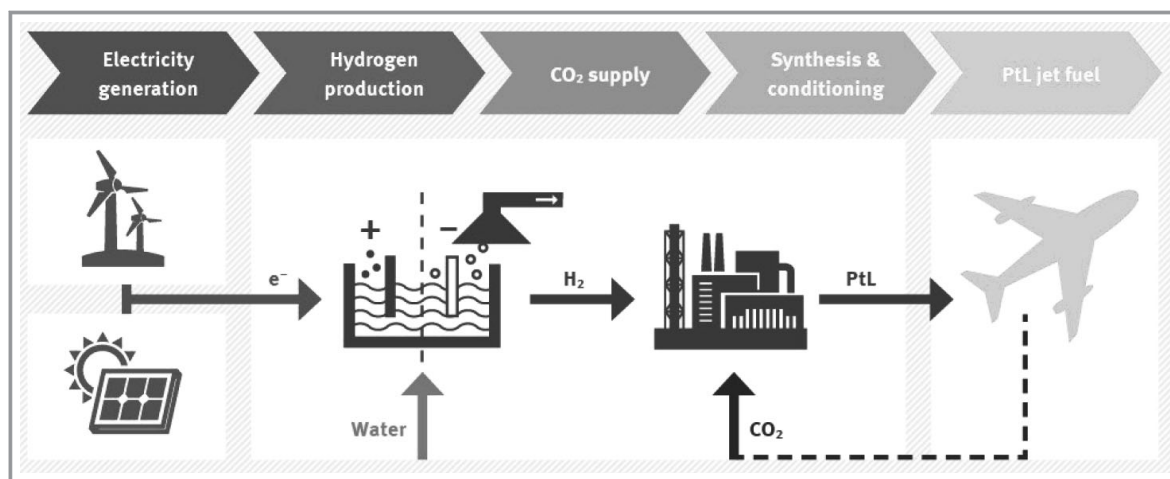 Electricity
generation
Hydrogen
production
CO₂ supply
Synthesis &
conditioning
PtL jet fuel
+
−
e⁻
H₂
PtL
Water
CO₂